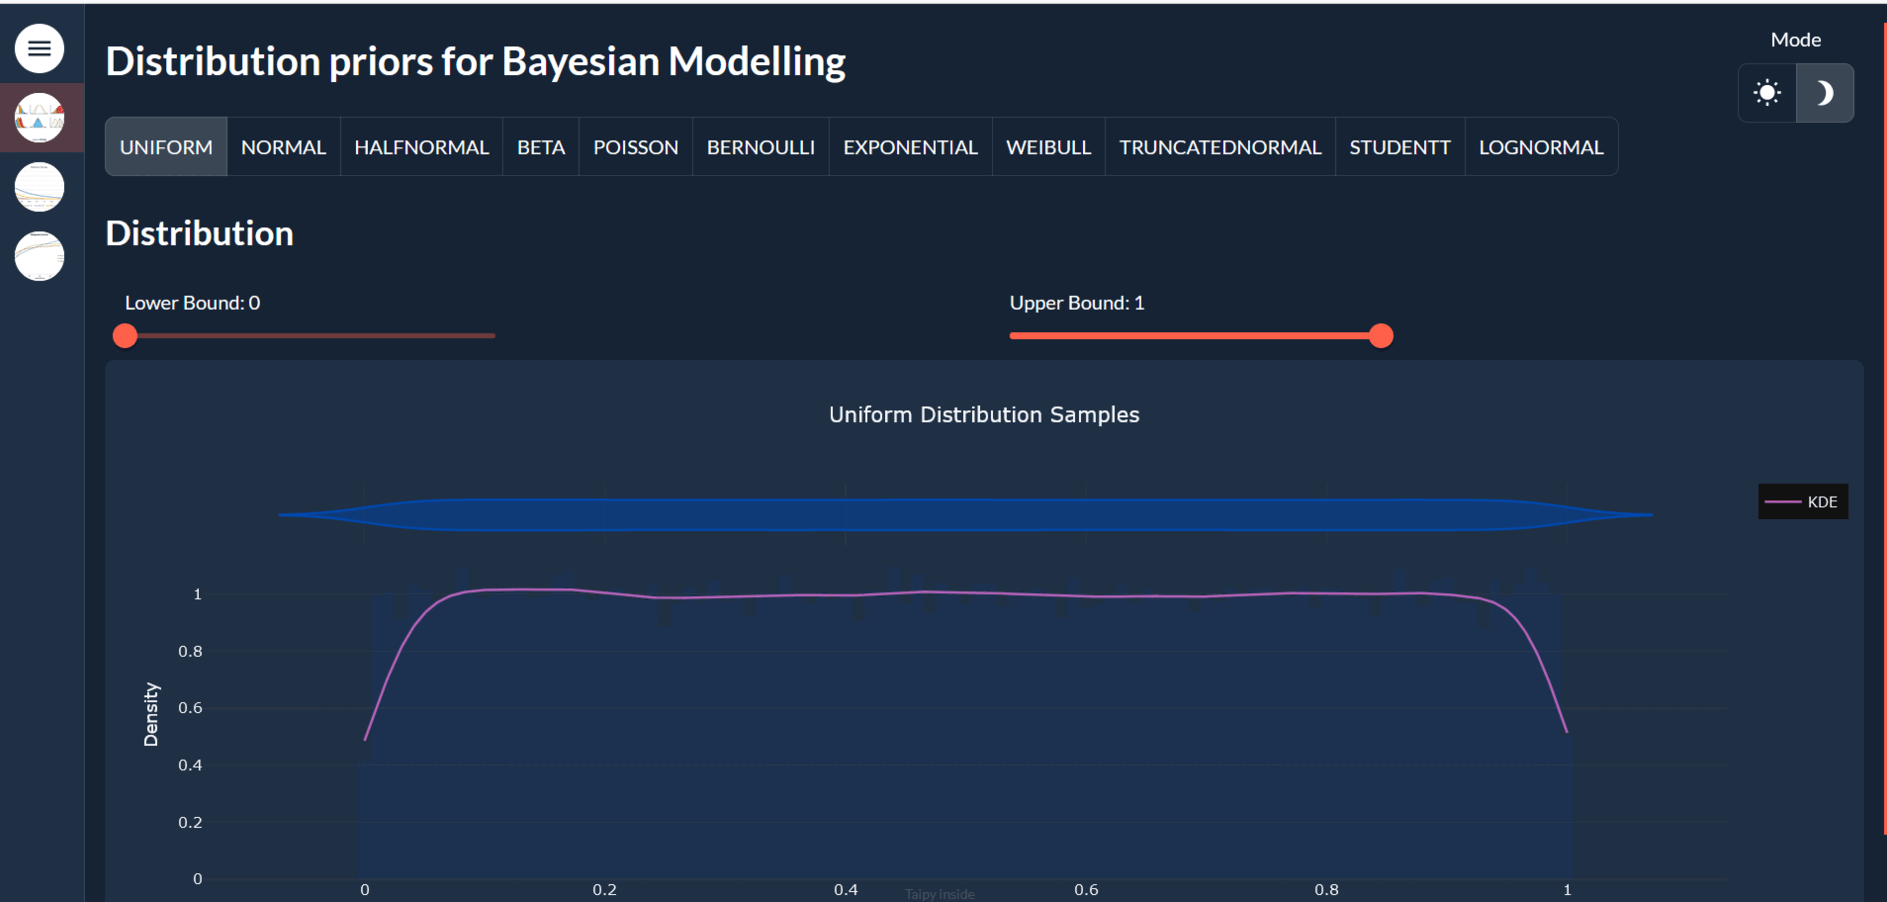 Distribution priors for Bayesian Modelling
Mode
UNIFORM NORMAL HALFNORMAL BETA POISSON BERNOULLI EXPONENTIAL WEIBULL TRUNCATEDNORMAL STUDENTT LOGNORMAL
Distribution
Lower Bound: 0
Upper Bound: 1
Uniform Distribution Samples
KDE
Density
1
0.8
0.6
0.4
0.2
0
0 0.2 0.4 0.6 0.8 1
Taipy inside